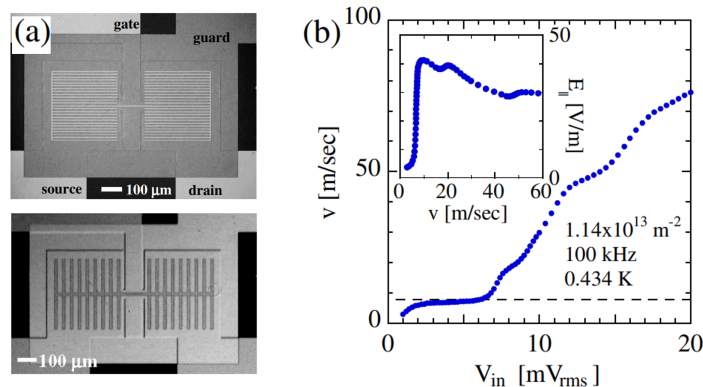 (a)
gate
guard
source
drain
100 μm
100 μm
(b)
100
50
0
v [m/sec]
0
10
20
V_in [mV_rms]
50
0
E_|| [V/m]
0
20
40
60
v [m/sec]
1.14x10^13 m^-2
100 kHz
0.434 K